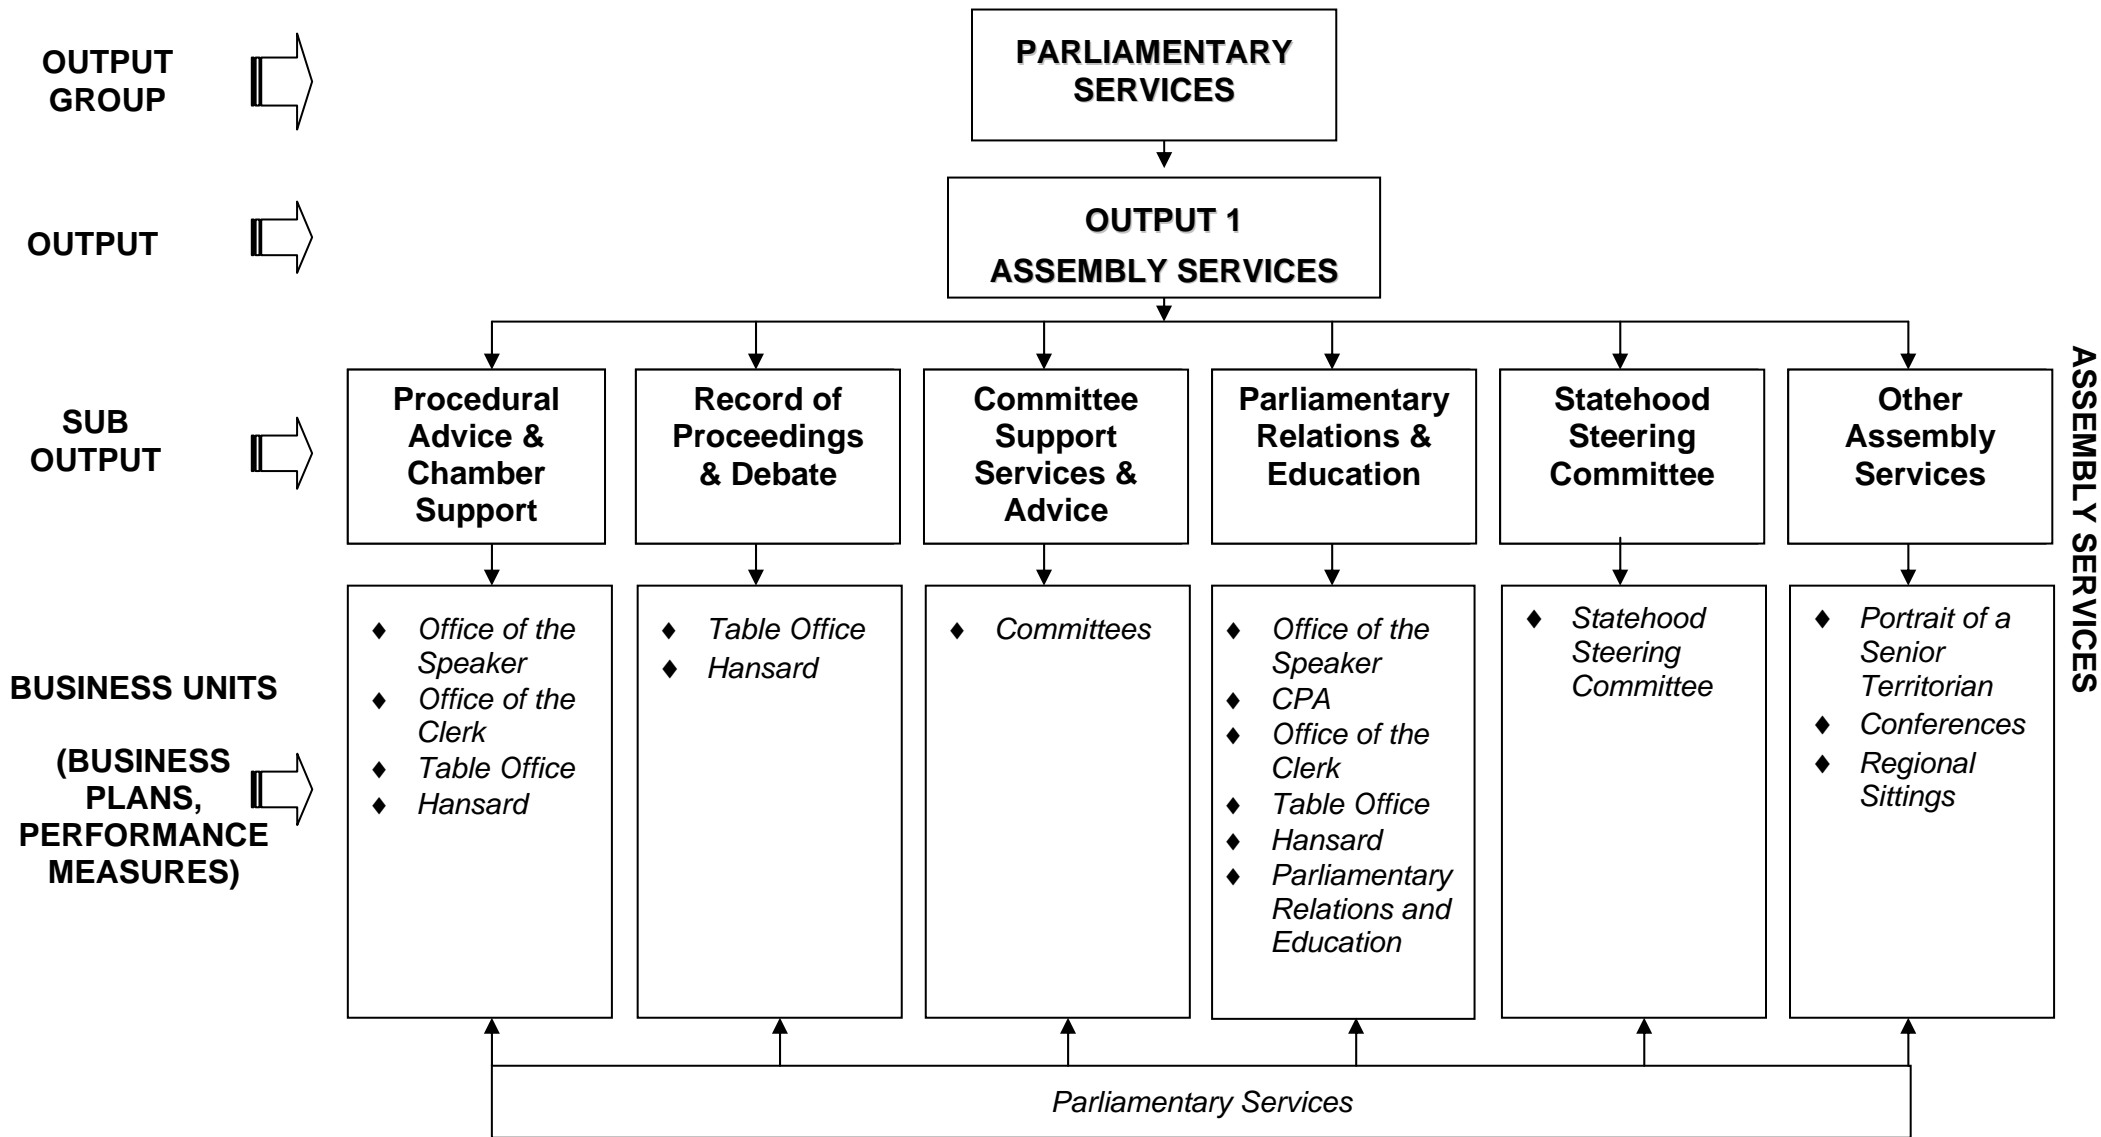 OUTPUT
GROUP
PARLIAMENTARY
SERVICES
OUTPUT
OUTPUT 1
ASSEMBLY SERVICES
SUB
OUTPUT
Procedural
Advice &
Chamber
Support
Record of
Proceedings
& Debate
Committee
Support
Services &
Advice
Parliamentary
Relations &
Education
Statehood
Steering
Committee
Other
Assembly
Services
ASSEMBLY SERVICES
BUSINESS UNITS
(BUSINESS
PLANS,
PERFORMANCE
MEASURES)
♦ Office of the
Speaker
♦ Office of the
Clerk
♦ Table Office
♦ Hansard
♦ Table Office
♦ Hansard
♦ Committees
♦ Office of the
Speaker
♦ CPA
♦ Office of the
Clerk
♦ Table Office
♦ Hansard
♦ Parliamentary
Relations and
Education
♦ Statehood
Steering
Committee
♦ Portrait of a
Senior
Territorian
♦ Conferences
♦ Regional
Sittings
Parliamentary Services